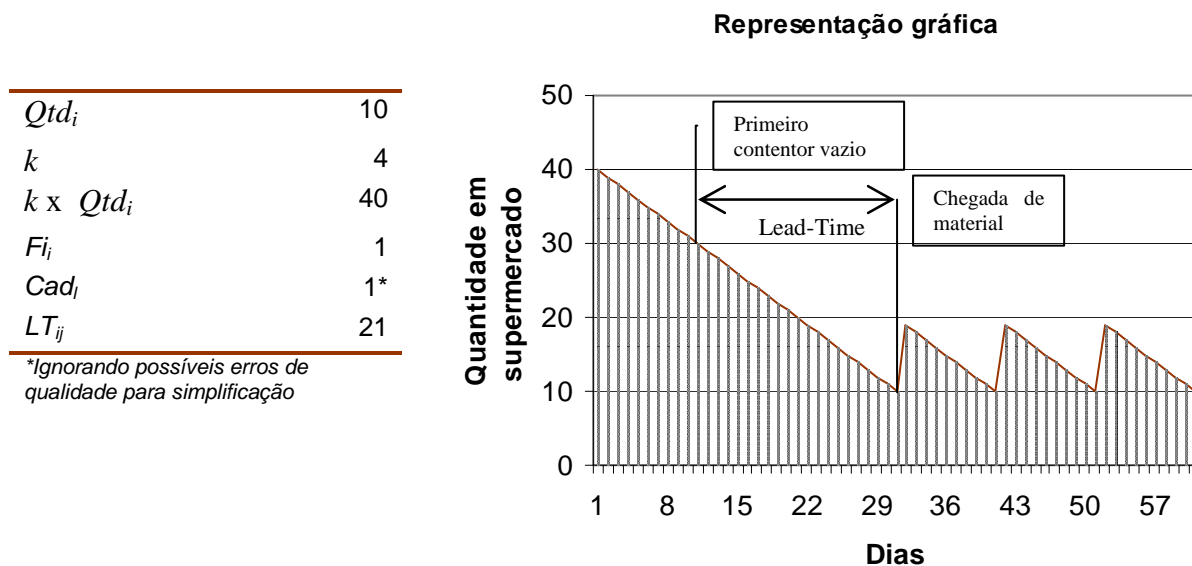 Representação gráfica
Qtdᵢ 10
k 4
k x Qtdᵢ 40
Fiᵢ 1
Cadₗ 1*
LTᵢⱼ 21
*Ignorando possíveis erros de
qualidade para simplificação
Quantidade em
supermercado
50
40
30
20
10
0
Primeiro
contentor vazio
Lead-Time
Chegada de
material
1 8 15 22 29 36 43 50 57
Dias